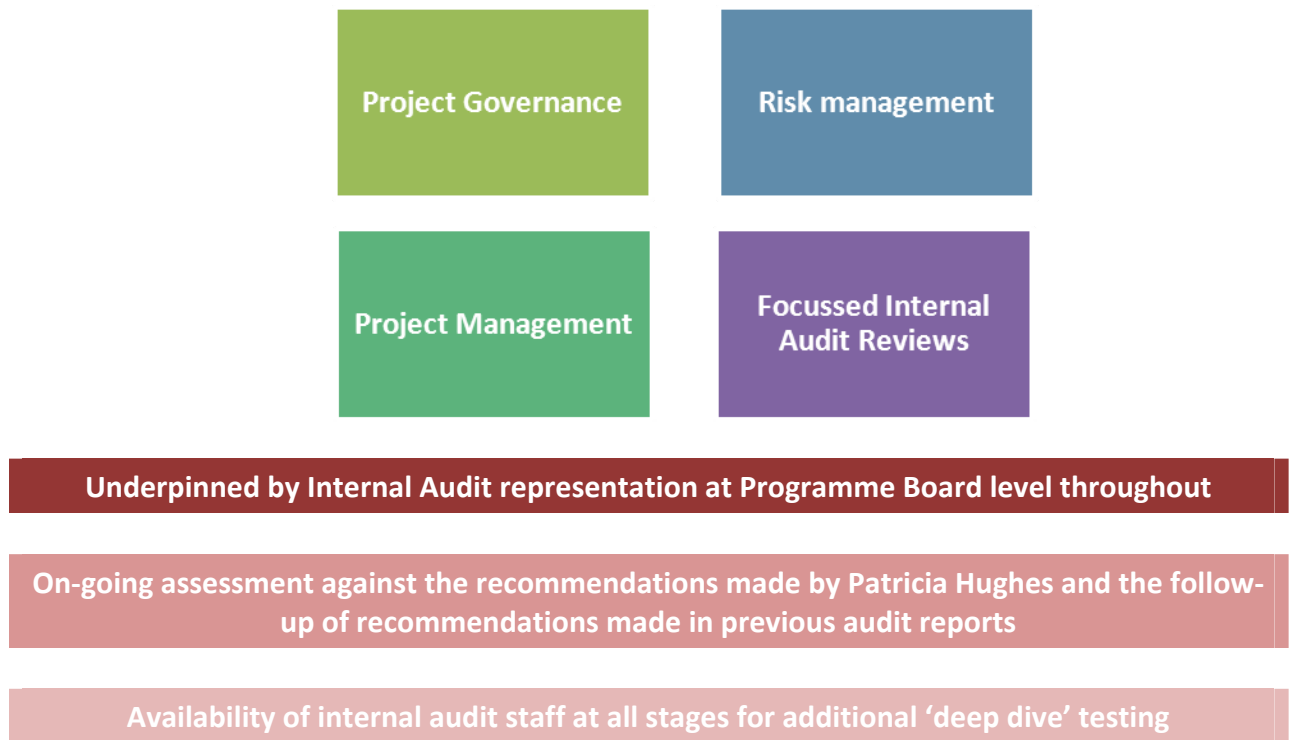 Project Governance
Risk management
Project Management
Focussed Internal
Audit Reviews
Underpinned by Internal Audit representation at Programme Board level throughout
On-going assessment against the recommendations made by Patricia Hughes and the follow-
up of recommendations made in previous audit reports
Availability of internal audit staff at all stages for additional ‘deep dive’ testing